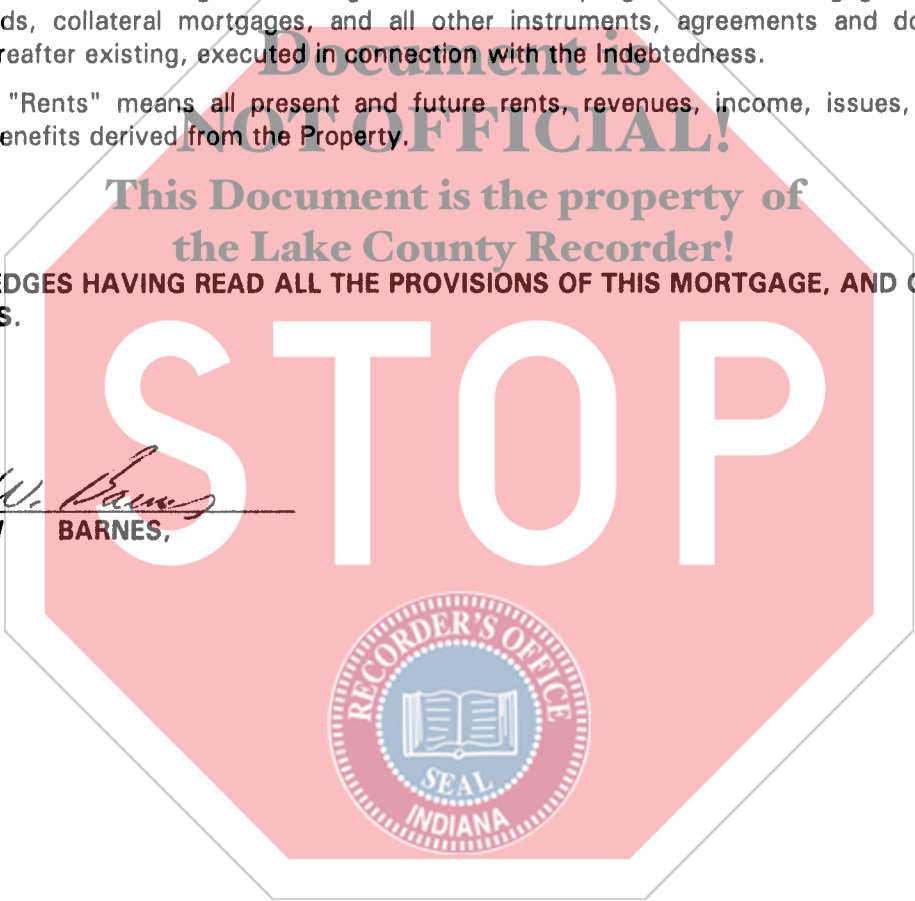 ds, collateral mortgages, and all other instruments, agreements and do
reafter existing, executed in connection with the Indebtedness.
Document is
"Rents" means all present and future rents, revenues, income, issues,
enefits derived from the Property.
NOT OFFICIAL!
This Document is the property of
the Lake County Recorder!
EDGES HAVING READ ALL THE PROVISIONS OF THIS MORTGAGE, AND
S.
STOP
W. Barnes
BARNES,
RECORDER'S OFFICE
SEAL
INDIANA